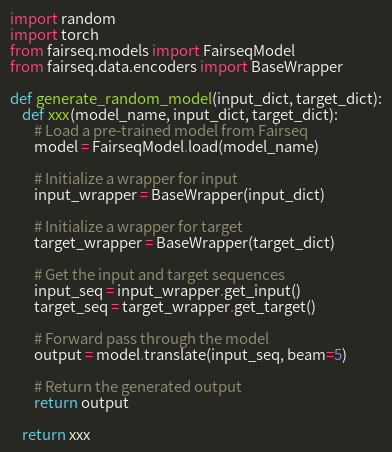 import random
import torch
from fairseq.models import FairseqModel
from fairseq.data.encoders import BaseWrapper

def generate_random_model(input_dict, target_dict):
    def xxx(model_name, input_dict, target_dict):
        # Load a pre-trained model from Fairseq
        model = FairseqModel.load(model_name)

        # Initialize a wrapper for input
        input_wrapper = BaseWrapper(input_dict)

        # Initialize a wrapper for target
        target_wrapper = BaseWrapper(target_dict)

        # Get the input and target sequences
        input_seq = input_wrapper.get_input()
        target_seq = target_wrapper.get_target()

        # Forward pass through the model
        output = model.translate(input_seq, beam=5)

        # Return the generated output
        return output

    return xxx